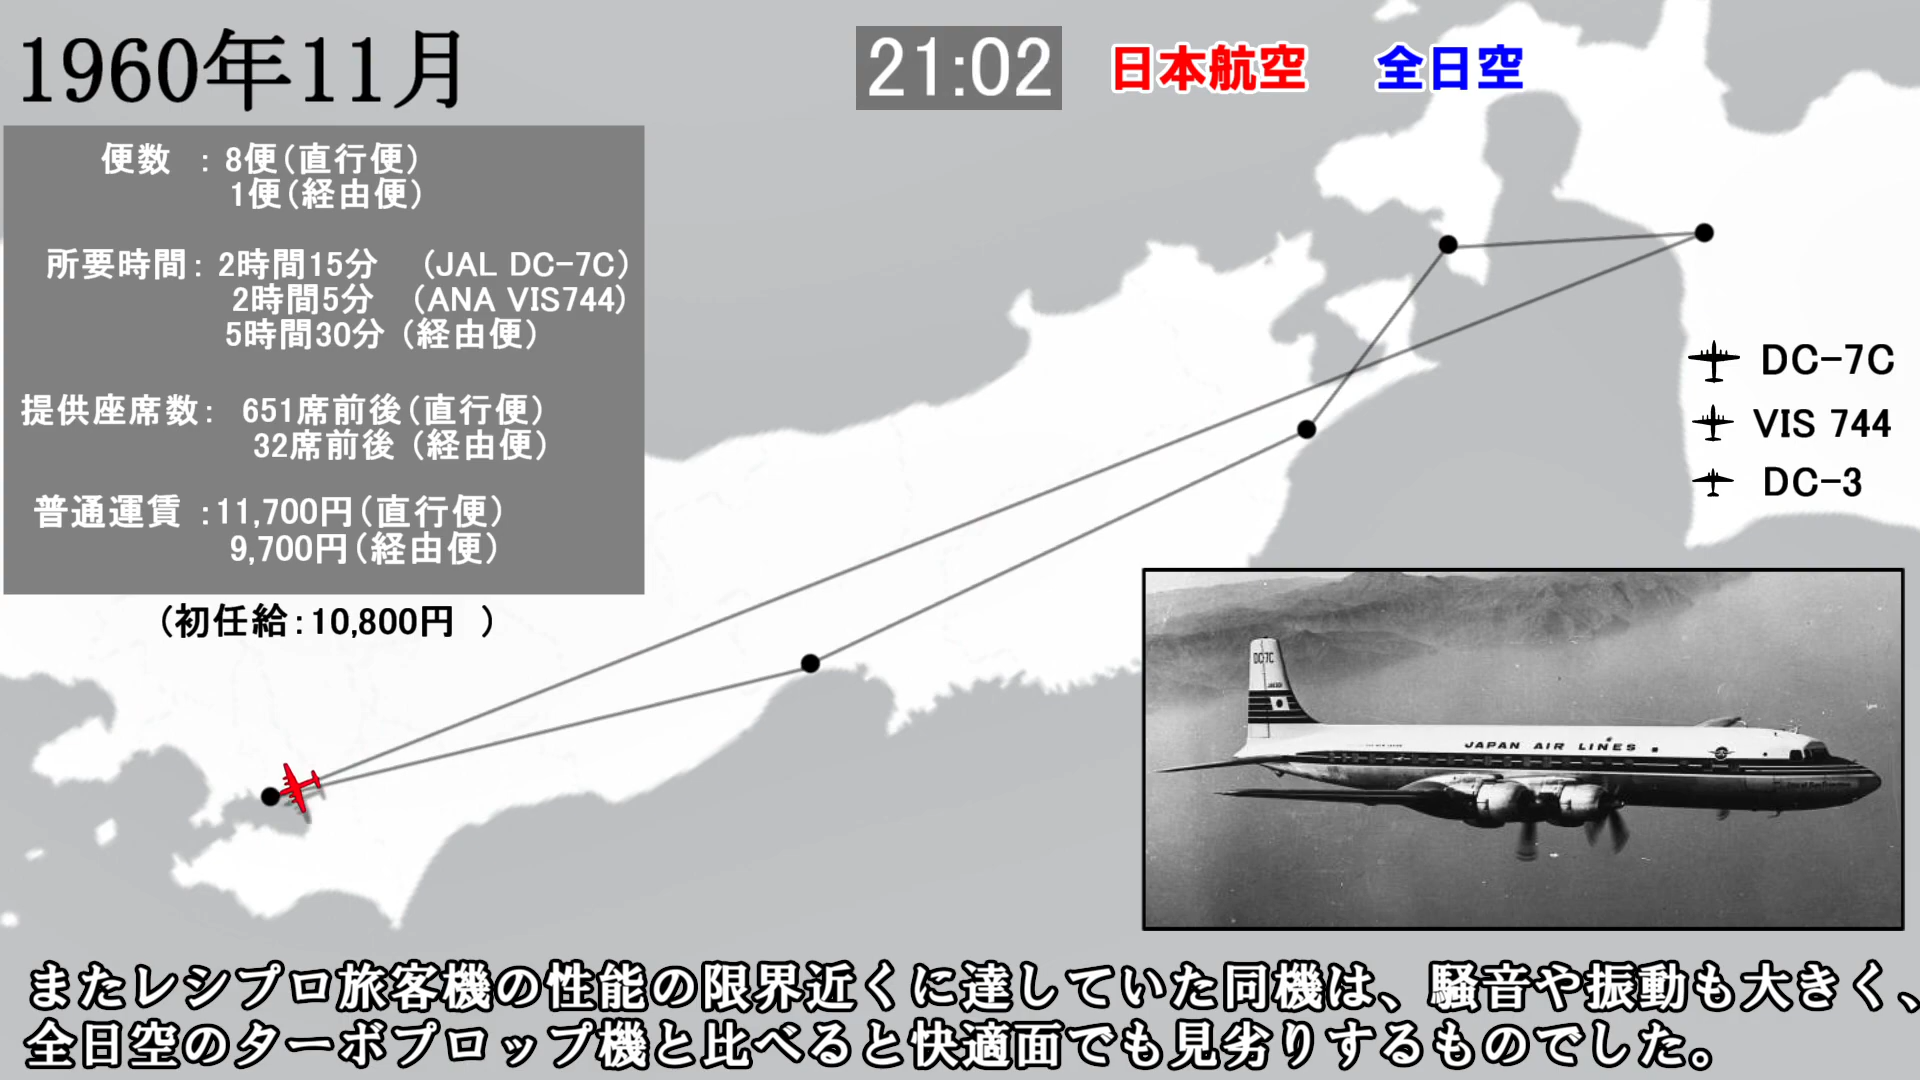 1960年11月
21:02 日本航空 全日空
便数 : 8便(直行便)
1便(経由便)
所要時間: 2時間15分 (JAL DC-7C)
2時間5分 (ANA VIS744)
5時間30分 (経由便)
提供座席数: 651席前後(直行便)
32席前後 (経由便)
普通運賃 :11,700円(直行便)
9,700円(経由便)
(初任給:10,800円 )
DC-7C
VIS 744
DC-3
DC-7C
JAPAN AIR LINES
またレシプロ旅客機の性能の限界近くに達していた同機は、騒音や振動も大きく、
全日空のターボプロップ機と比べると快適面でも見劣りするものでした。